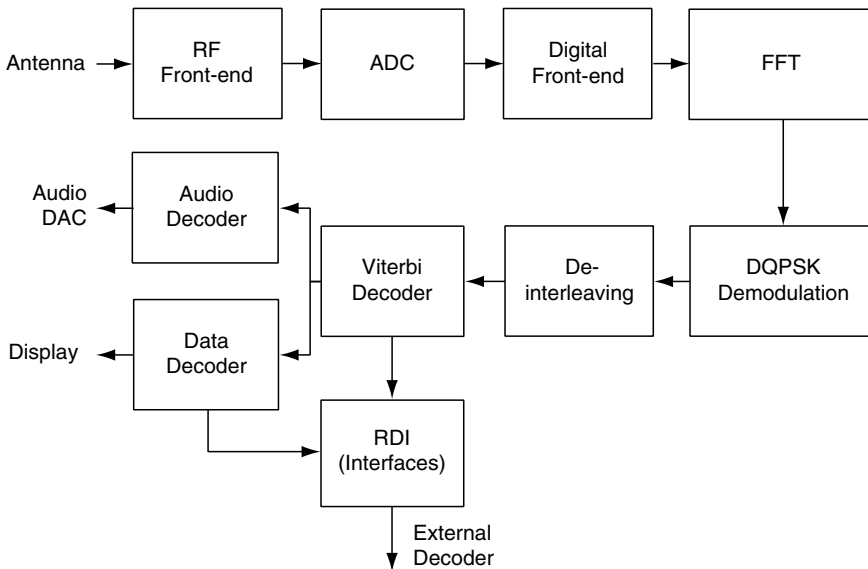 Antenna
RF
Front-end
ADC
Digital
Front-end
FFT
Audio
DAC
Audio
Decoder
Viterbi
Decoder
De-
interleaving
DQPSK
Demodulation
Display
Data
Decoder
RDI
(Interfaces)
External
Decoder